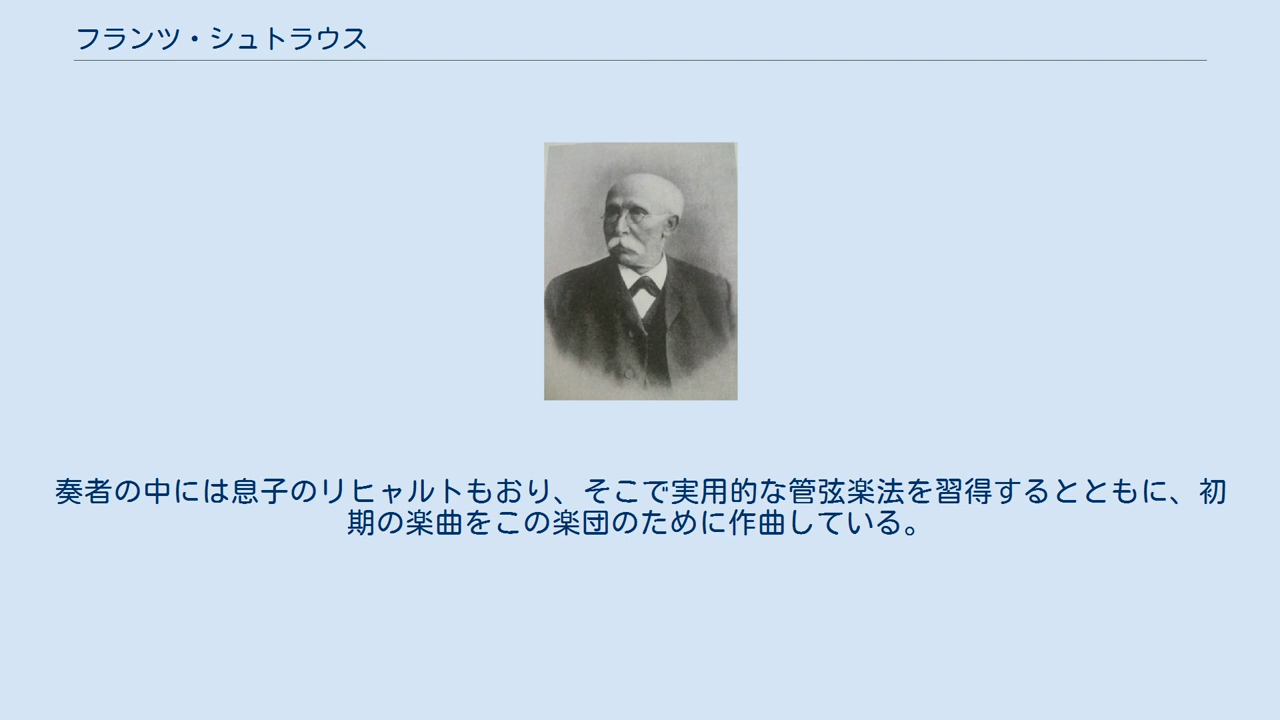 フランツ・シュトラウス
奏者の中には息子のリヒャルトもおり、そこで実用的な管弦楽法を習得するとともに、初
期の楽曲をこの楽団のために作曲している。